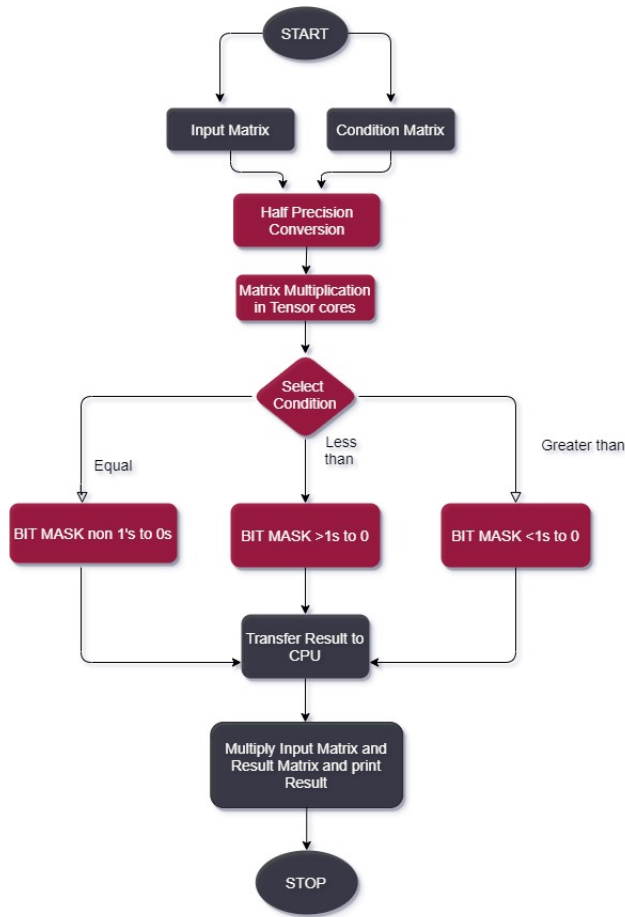 START
Input Matrix
Condition Matrix
Half Precision
Conversion
Matrix Multiplication
in Tensor cores
Select
Condition
Equal
Less
than
Greater than
BIT MASK non 1's to 0s
BIT MASK >1s to 0
BIT MASK <1s to 0
Transfer Result to
CPU
Multiply Input Matrix and
Result Matrix and print
Result
STOP